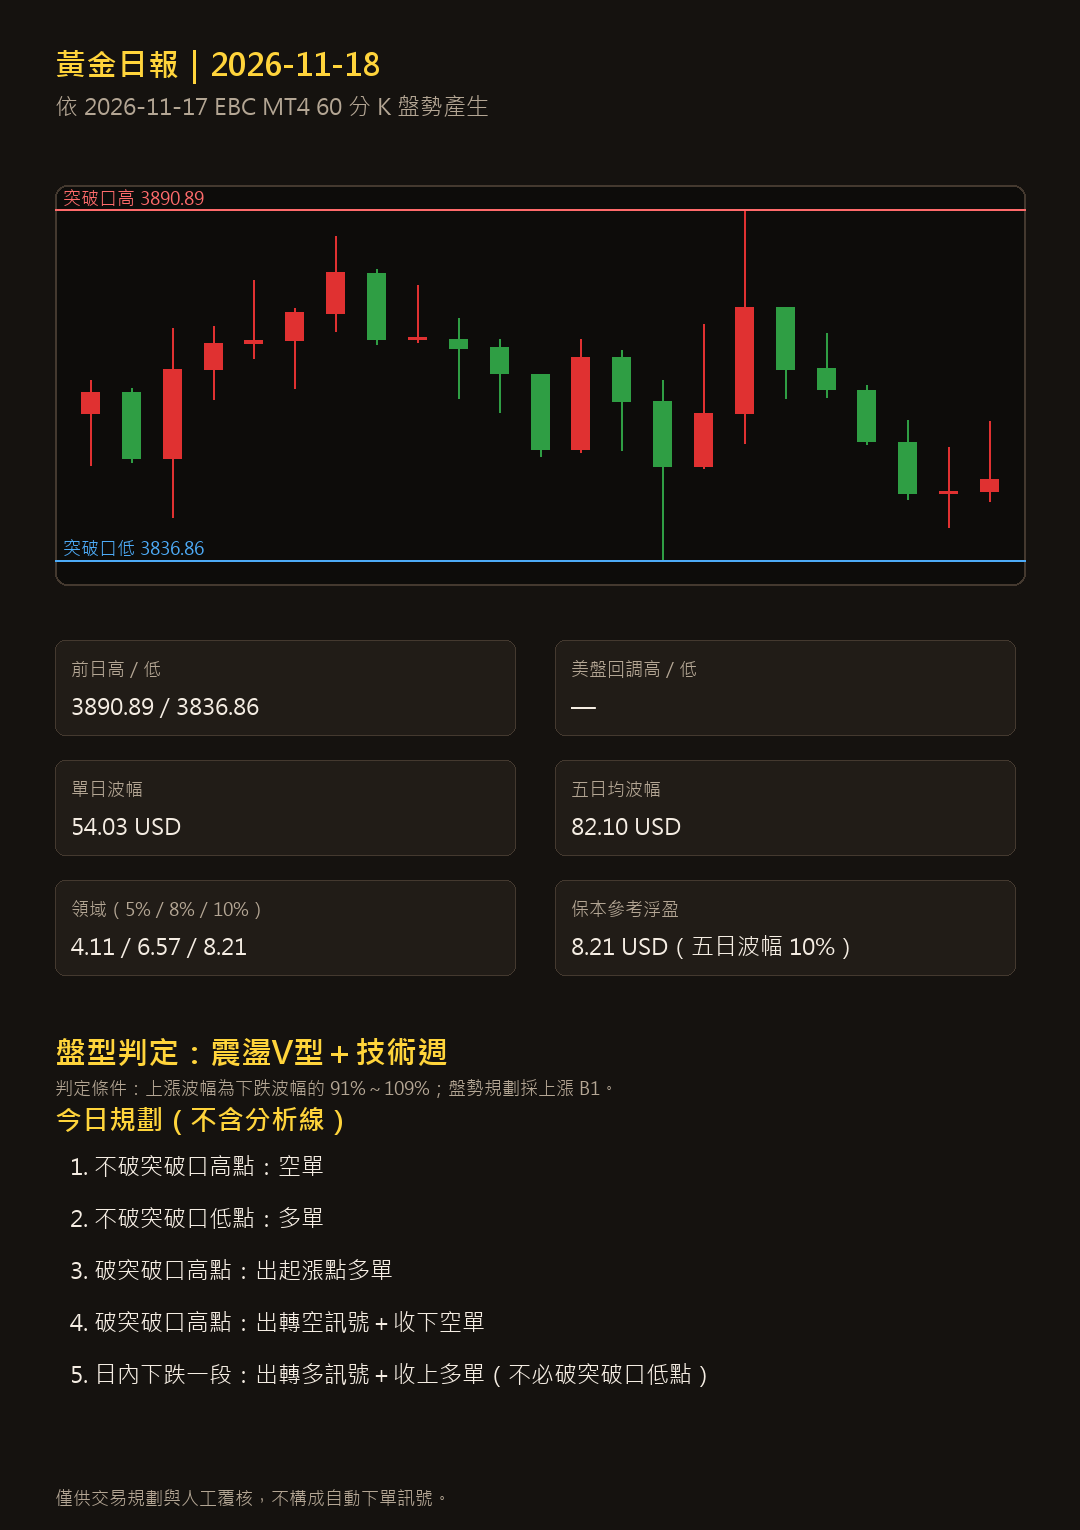 黃金日報｜2026-11-18
依 2026-11-17 EBC MT4 60 分 K 盤勢產生
突破口高 3890.89
突破口低 3836.86
前日高 / 低
3890.89 / 3836.86
美盤回調高 / 低
—
單日波幅
54.03 USD
五日均波幅
82.10 USD
領域（5% / 8% / 10%）
4.11 / 6.57 / 8.21
保本參考浮盈
8.21 USD（五日波幅 10%）
盤型判定：震盪V型＋技術週
判定條件：上漲波幅為下跌波幅的 91%～109%；盤勢規劃採上漲 B1。
今日規劃（不含分析線）
1. 不破突破口高點：空單
2. 不破突破口低點：多單
3. 破突破口高點：出起漲點多單
4. 破突破口高點：出轉空訊號＋收下空單
5. 日內下跌一段：出轉多訊號＋收上多單（不必破突破口低點）
僅供交易規劃與人工覆核，不構成自動下單訊號。